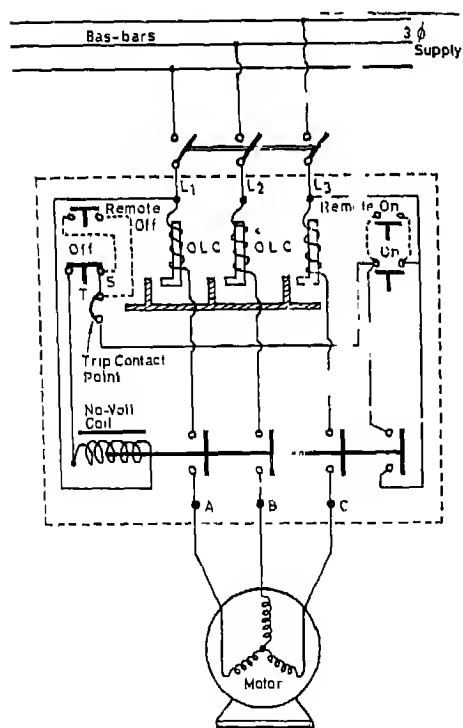 Bas-bars
3 ϕ
Supply
L1
L2
L3
Remote
Off
Remote On
OLC
OLC
Off
On
S
T
Trip Contact
Point
No-Volt
Coil
A
B
C
Motor